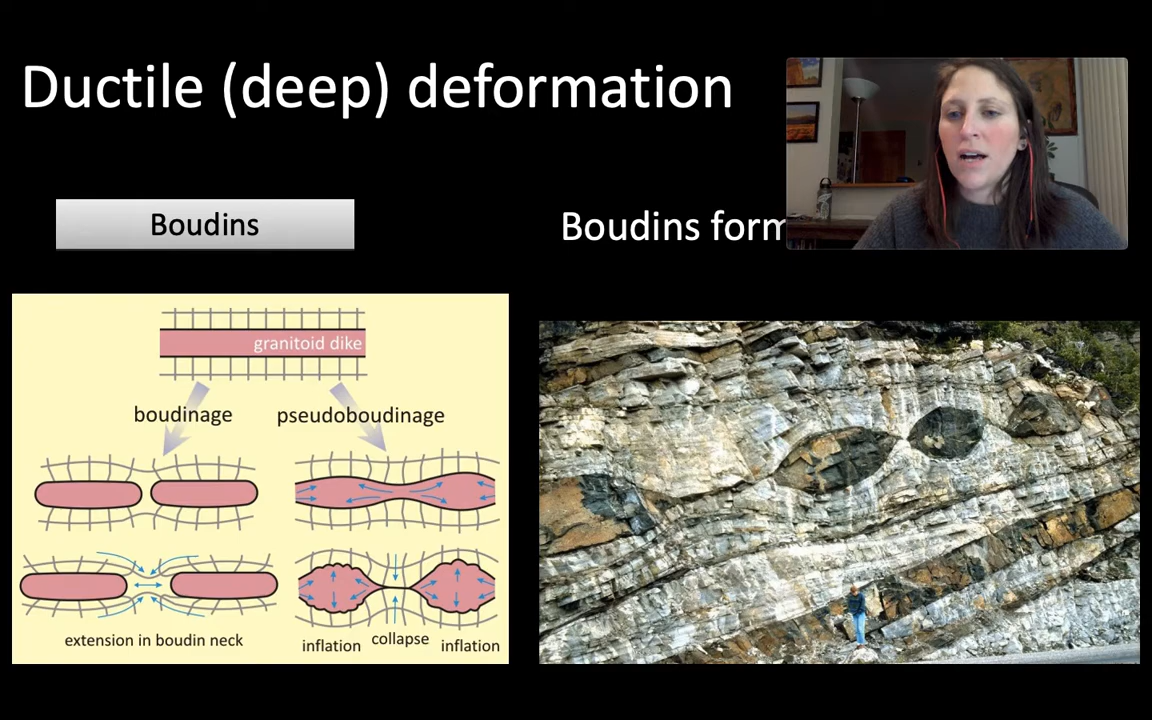 Ductile (deep) deformation
Boudins
Boudins form
granitoid dike
boudinage
pseudoboudinage
extension in boudin neck
inflation
collapse
inflation